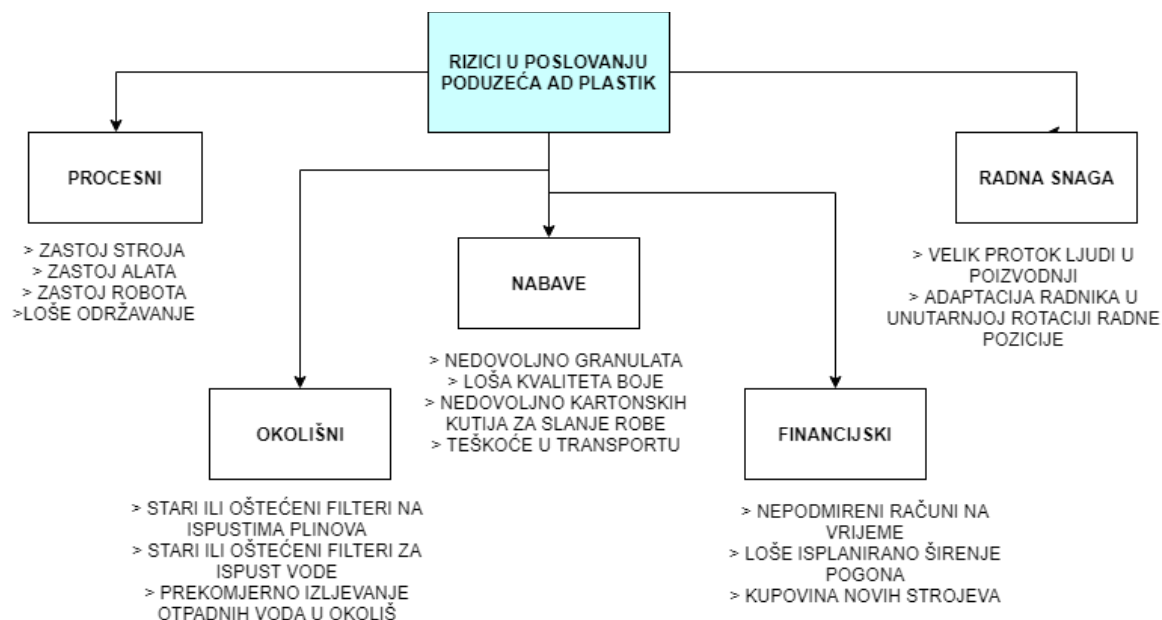 RIZICI U POSLOVANJU
PODUZEĆA AD PLASTIK
PROCESNI
> ZASTOJ STROJA
> ZASTOJ ALATA
> ZASTOJ ROBOTA
>LOŠE ODRŽAVANJE
OKOLIŠNI
> STARI ILI OŠTEĆENI FILTERI NA
ISPUSTIMA PLINOVA
> STARI ILI OŠTEĆENI FILTERI ZA
ISPUST VODE
> PREKOMJERNO IZLJEVANJE
OTPADNIH VODA U OKOLIŠ
NABAVE
> NEDOVOLJNO GRANULATA
> LOŠA KVALITETA BOJE
> NEDOVOLJNO KARTONSKIH
KUTIJA ZA SLANJE ROBE
> TEŠKOĆE U TRANSPORTU
FINANCIJSKI
> NEPODMIRENI RAČUNI NA
VRIJEME
> LOŠE ISPLANIRANO ŠIRENJE
POGONA
> KUPOVINA NOVIH STROJEVA
RADNA SNAGA
> VELIK PROTOK LJUDI U
POIZVODNJI
> ADAPTACIJA RADNIKA U
UNUTARNJOJ ROTACIJI RADNE
POZICIJE